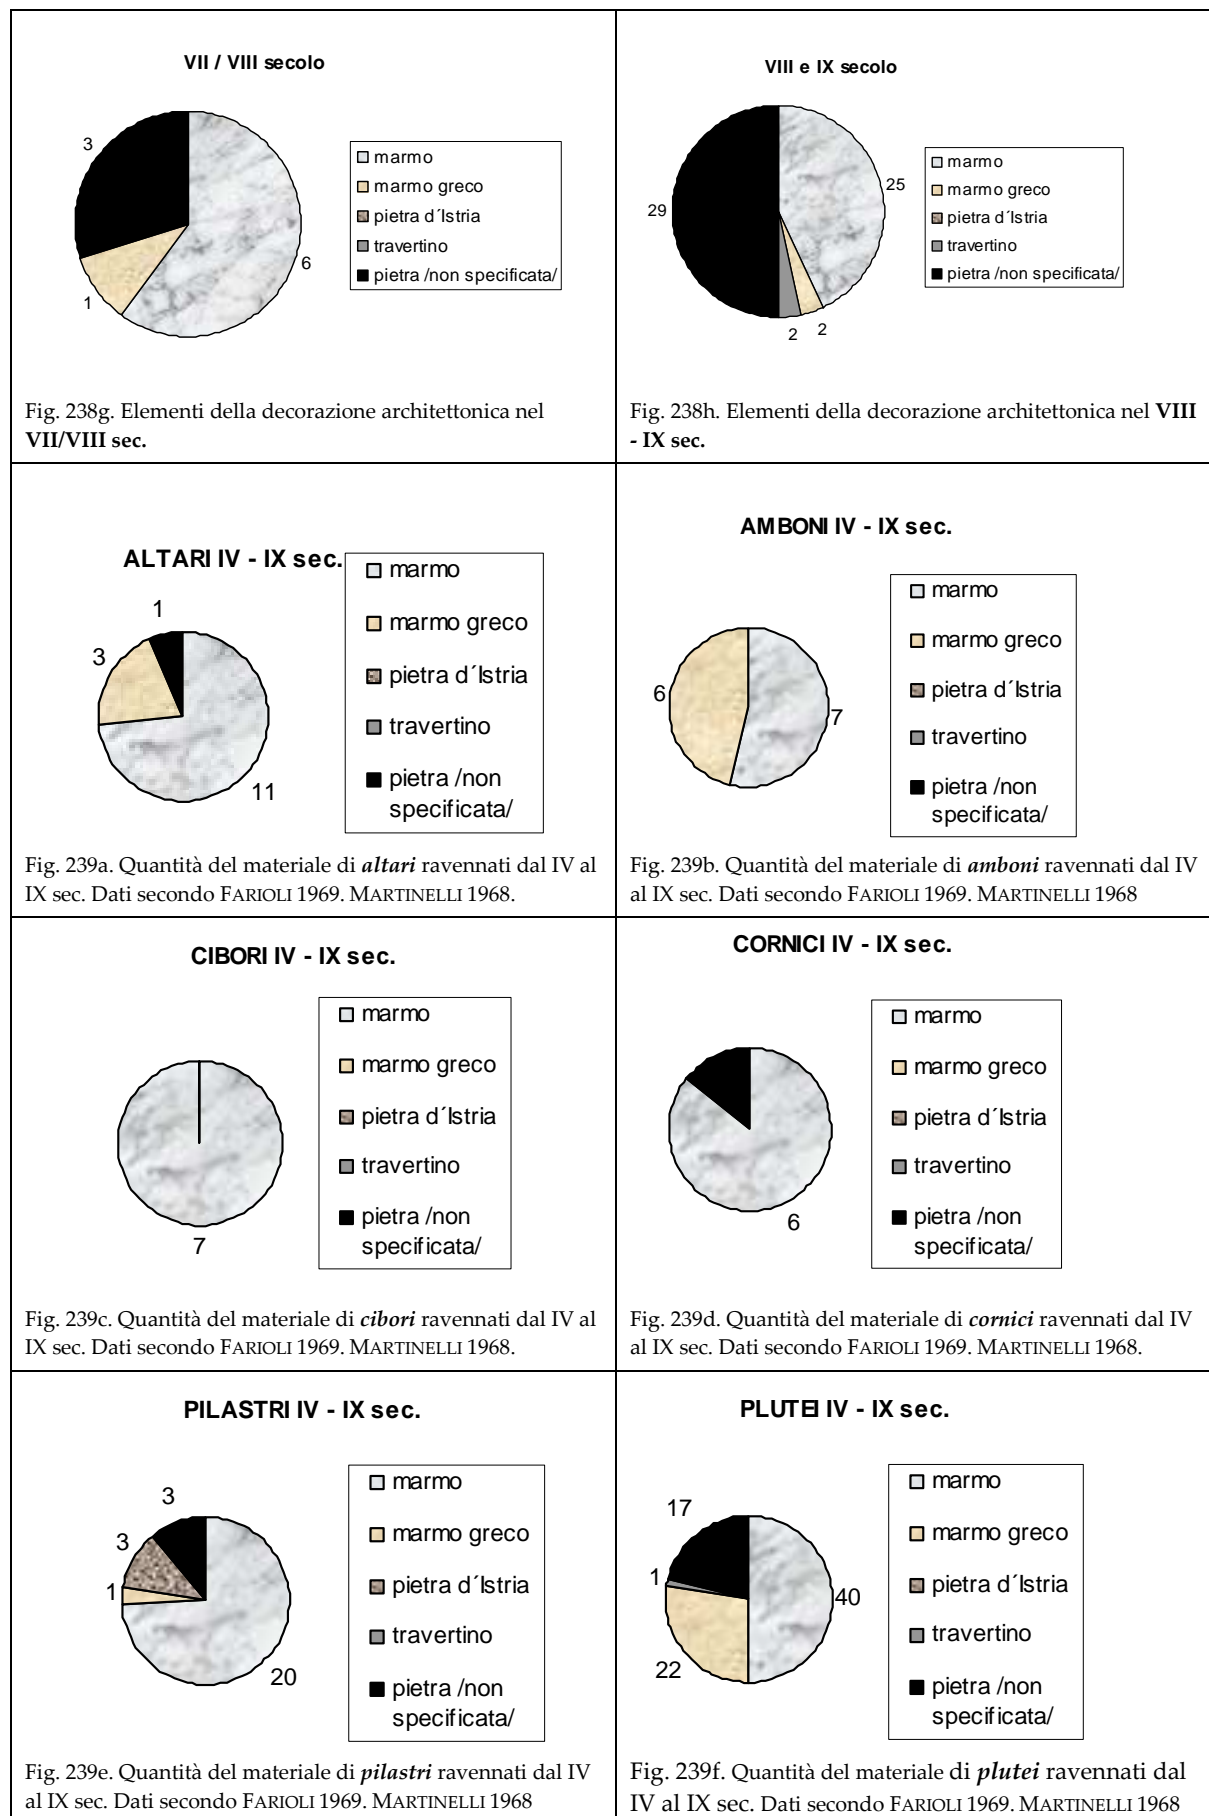 VII / VIII secolo
3
6
1
marmo
marmo greco
pietra d´Istria
travertino
pietra /non specificata/
Fig. 238g. Elementi della decorazione architettonica nel
VII/VIII sec.
VIII e IX secolo
25
29
2
2
marmo
marmo greco
pietra d´Istria
travertino
pietra /non specificata/
Fig. 238h. Elementi della decorazione architettonica nel VIII
- IX sec.
ALTARI IV - IX sec.
1
3
11
marmo
marmo greco
pietra d´Istria
travertino
pietra /non
specificata/
Fig. 239a. Quantità del materiale di altari ravennati dal IV al
IX sec. Dati secondo FARIOLI 1969. MARTINELLI 1968.
AMBONI IV - IX sec.
6
7
marmo
marmo greco
pietra d´Istria
travertino
pietra /non
specificata/
Fig. 239b. Quantità del materiale di amboni ravennati dal IV
al IX sec. Dati secondo FARIOLI 1969. MARTINELLI 1968
CIBORI IV - IX sec.
7
marmo
marmo greco
pietra d´Istria
travertino
pietra /non
specificata/
Fig. 239c. Quantità del materiale di cibori ravennati dal IV al
IX sec. Dati secondo FARIOLI 1969. MARTINELLI 1968.
CORNICI IV - IX sec.
6
marmo
marmo greco
pietra d´Istria
travertino
pietra /non
specificata/
Fig. 239d. Quantità del materiale di cornici ravennati dal IV
al IX sec. Dati secondo FARIOLI 1969. MARTINELLI 1968.
PILASTRI IV - IX sec.
3
3
1
20
marmo
marmo greco
pietra d´Istria
travertino
pietra /non
specificata/
Fig. 239e. Quantità del materiale di pilastri ravennati dal IV
al IX sec. Dati secondo FARIOLI 1969. MARTINELLI 1968
PLUTEI IV - IX sec.
17
1
40
22
marmo
marmo greco
pietra d´Istria
travertino
pietra /non
specificata/
Fig. 239f. Quantità del materiale di plutei ravennati dal
IV al IX sec. Dati secondo FARIOLI 1969. MARTINELLI 1968